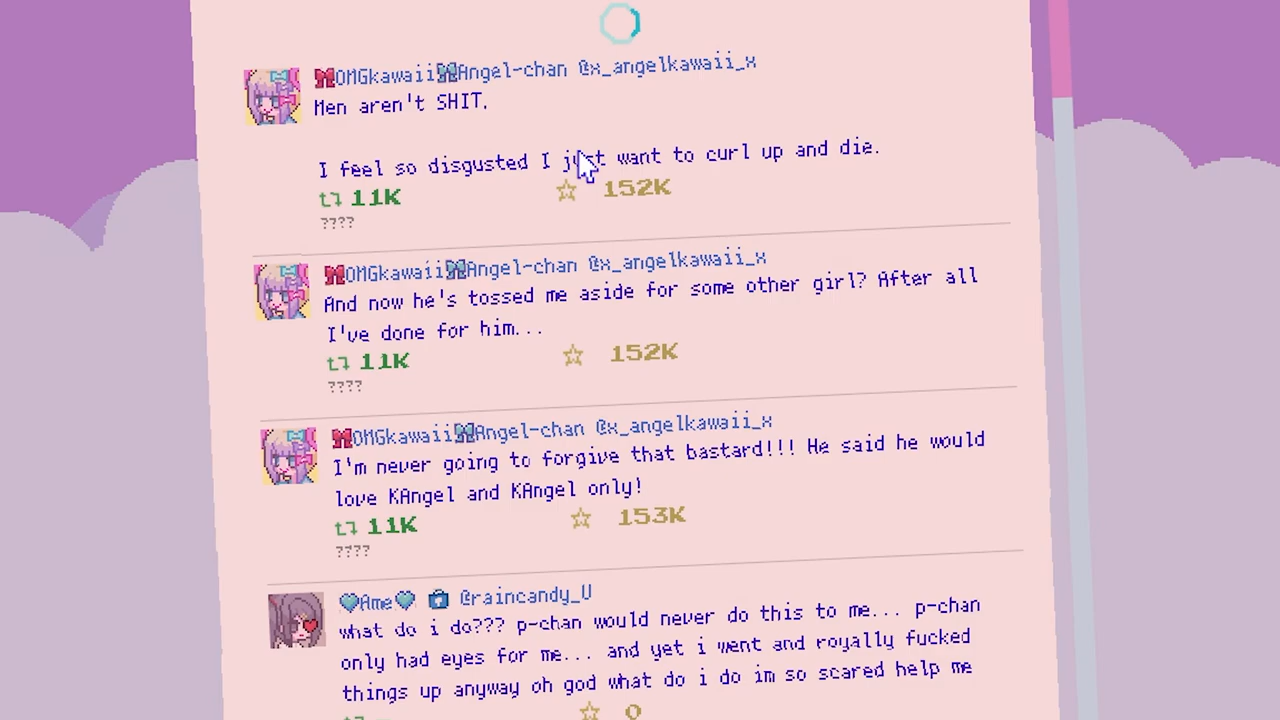 OMGkawaii Angel-chan @x_angelkawaii_x
Men aren't SHIT.
I feel so disgusted I just want to curl up and die.
11K 152K
????
OMGkawaii Angel-chan @x_angelkawaii_x
And now he's tossed me aside for some other girl? After all
I've done for him...
11K 152K
????
OMGkawaii Angel-chan @x_angelkawaii_x
I'm never going to forgive that bastard!!! He said he would
love KAngel and KAngel only!
11K 153K
????
Ame @raincandy_U
what do i do??? p-chan would never do this to me... p-chan
only had eyes for me... and yet i went and royally fucked
things up anyway oh god what do i do im so scared help me
0